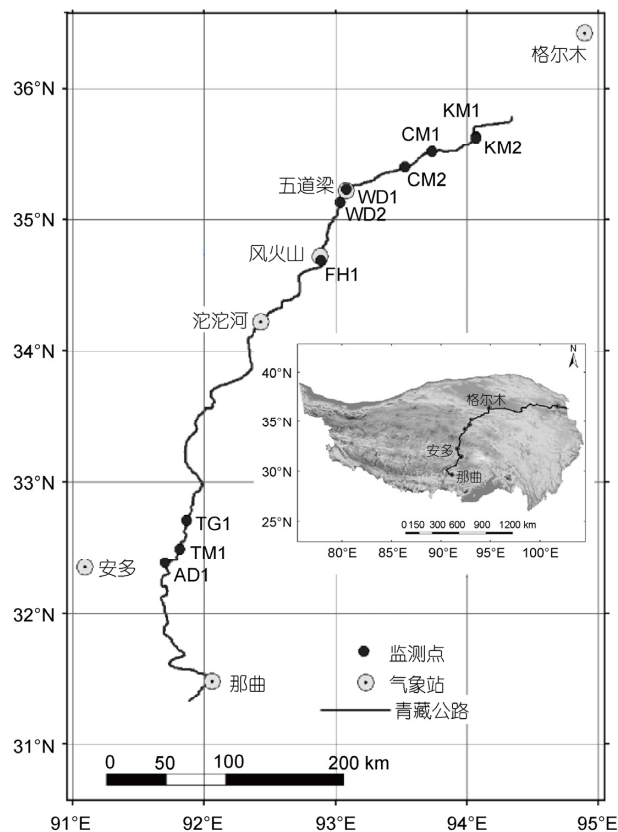 格尔木
36°N
KM1
CM1
KM2
CM2
五道梁
WD1
35°N
WD2
风火山
FH1
沱沱河
34°N
N
40°N
格尔木
35°N
安多
30°N
那曲
25°N
0 150 300 600 900 1200 km
80°E 85°E 90°E 95°E 100°E
33°N
TG1
TM1
安多
AD1
32°N
监测点
那曲
气象站
青藏公路
31°N
0 50 100 200 km
91°E 92°E 93°E 94°E 95°E